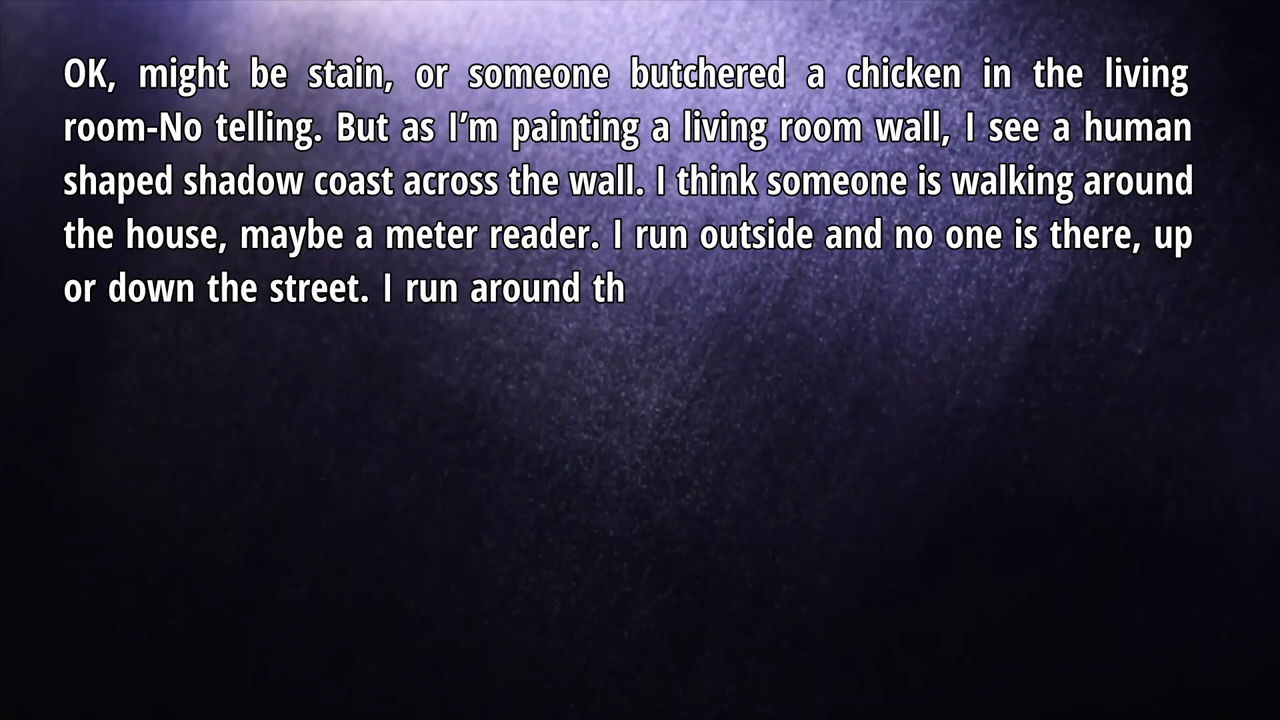 OK, might be stain, or someone butchered a chicken in the living
room-No telling. But as I’m painting a living room wall, I see a human
shaped shadow coast across the wall. I think someone is walking around
the house, maybe a meter reader. I run outside and no one is there, up
or down the street. I run around th